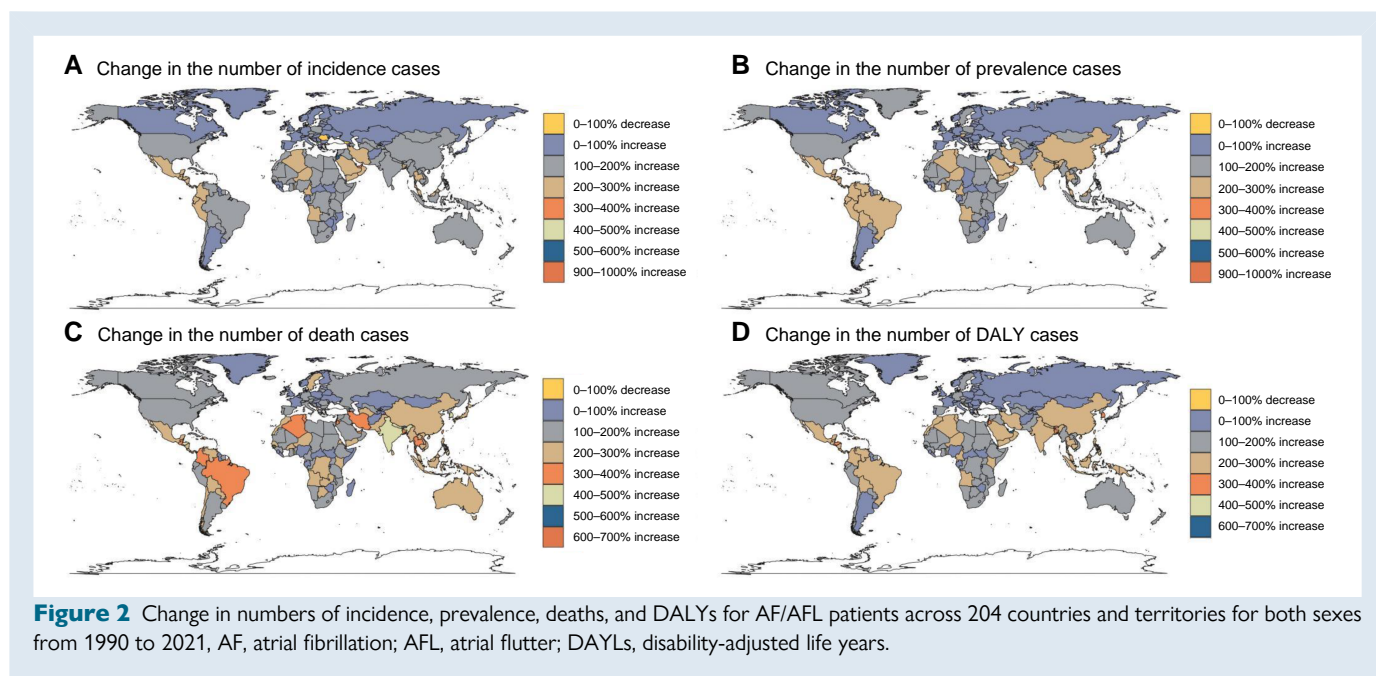 A Change in the number of incidence cases
0–100% decrease
0–100% increase
100–200% increase
200–300% increase
300–400% increase
400–500% increase
500–600% increase
900–1000% increase
B Change in the number of prevalence cases
0–100% decrease
0–100% increase
100–200% increase
200–300% increase
300–400% increase
400–500% increase
500–600% increase
900–1000% increase
C Change in the number of death cases
0–100% decrease
0–100% increase
100–200% increase
200–300% increase
300–400% increase
400–500% increase
500–600% increase
600–700% increase
D Change in the number of DALY cases
0–100% decrease
0–100% increase
100–200% increase
200–300% increase
300–400% increase
400–500% increase
600–700% increase
Figure 2 Change in numbers of incidence, prevalence, deaths, and DALYs for AF/AFL patients across 204 countries and territories for both sexes
from 1990 to 2021, AF, atrial fibrillation; AFL, atrial flutter; DAYLs, disability-adjusted life years.